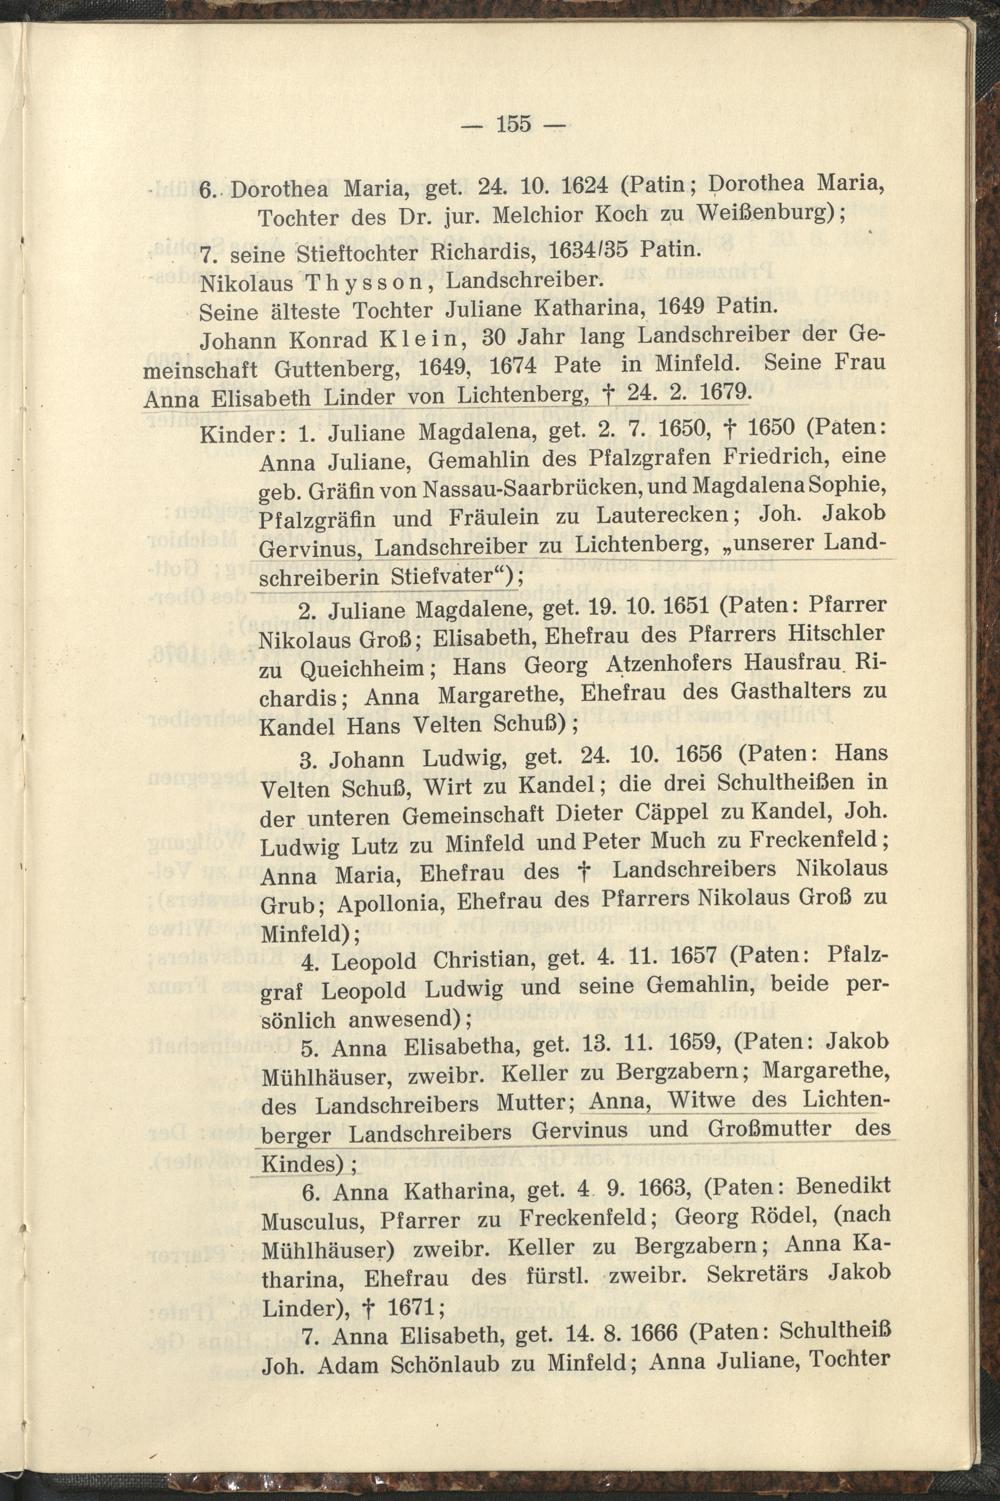 — 155 —
6. Dorothea Maria, get. 24. 10. 1624 (Patin; Dorothea Maria,
Tochter des Dr. jur. Melchior Koch zu Weißenburg);
7. seine Stieftochter Richardis, 1634/35 Patin.
Nikolaus Thysson, Landschreiber.
Seine älteste Tochter Juliane Katharina, 1649 Patin.
Johann Konrad Klein, 30 Jahr lang Landschreiber der Ge-
meinschaft Guttenberg, 1649, 1674 Pate in Minfeld. Seine Frau
Anna Elisabeth Linder von Lichtenberg, † 24. 2. 1679.
Kinder: 1. Juliane Magdalena, get. 2. 7. 1650, † 1650 (Paten:
Anna Juliane, Gemahlin des Pfalzgrafen Friedrich, eine
geb. Gräfin von Nassau-Saarbrücken, und Magdalena Sophie,
Pfalzgräfin und Fräulein zu Lauterecken; Joh. Jakob
Gervinus, Landschreiber zu Lichtenberg, „unserer Land-
schreiberin Stiefvater“);
2. Juliane Magdalene, get. 19. 10. 1651 (Paten: Pfarrer
Nikolaus Groß; Elisabeth, Ehefrau des Pfarrers Hitschler
zu Queichheim; Hans Georg Atzenhofers Hausfrau Ri-
chardis; Anna Margarethe, Ehefrau des Gasthalters zu
Kandel Hans Velten Schuß);
3. Johann Ludwig, get. 24. 10. 1656 (Paten: Hans
Velten Schuß, Wirt zu Kandel; die drei Schultheißen in
der unteren Gemeinschaft Dieter Cäppel zu Kandel, Joh.
Ludwig Lutz zu Minfeld und Peter Much zu Freckenfeld;
Anna Maria, Ehefrau des † Landschreibers Nikolaus
Grub; Apollonia, Ehefrau des Pfarrers Nikolaus Groß zu
Minfeld);
4. Leopold Christian, get. 4. 11. 1657 (Paten: Pfalz-
graf Leopold Ludwig und seine Gemahlin, beide per-
sönlich anwesend);
5. Anna Elisabetha, get. 13. 11. 1659, (Paten: Jakob
Mühlhäuser, zweibr. Keller zu Bergzabern; Margarethe,
des Landschreibers Mutter; Anna, Witwe des Lichten-
berger Landschreibers Gervinus und Großmutter des
Kindes);
6. Anna Katharina, get. 4 9. 1663, (Paten: Benedikt
Musculus, Pfarrer zu Freckenfeld; Georg Rödel, (nach
Mühlhäuser) zweibr. Keller zu Bergzabern; Anna Ka-
tharina, Ehefrau des fürstl. zweibr. Sekretärs Jakob
Linder), † 1671;
7. Anna Elisabeth, get. 14. 8. 1666 (Paten: Schultheiß
Joh. Adam Schönlaub zu Minfeld; Anna Juliane, Tochter